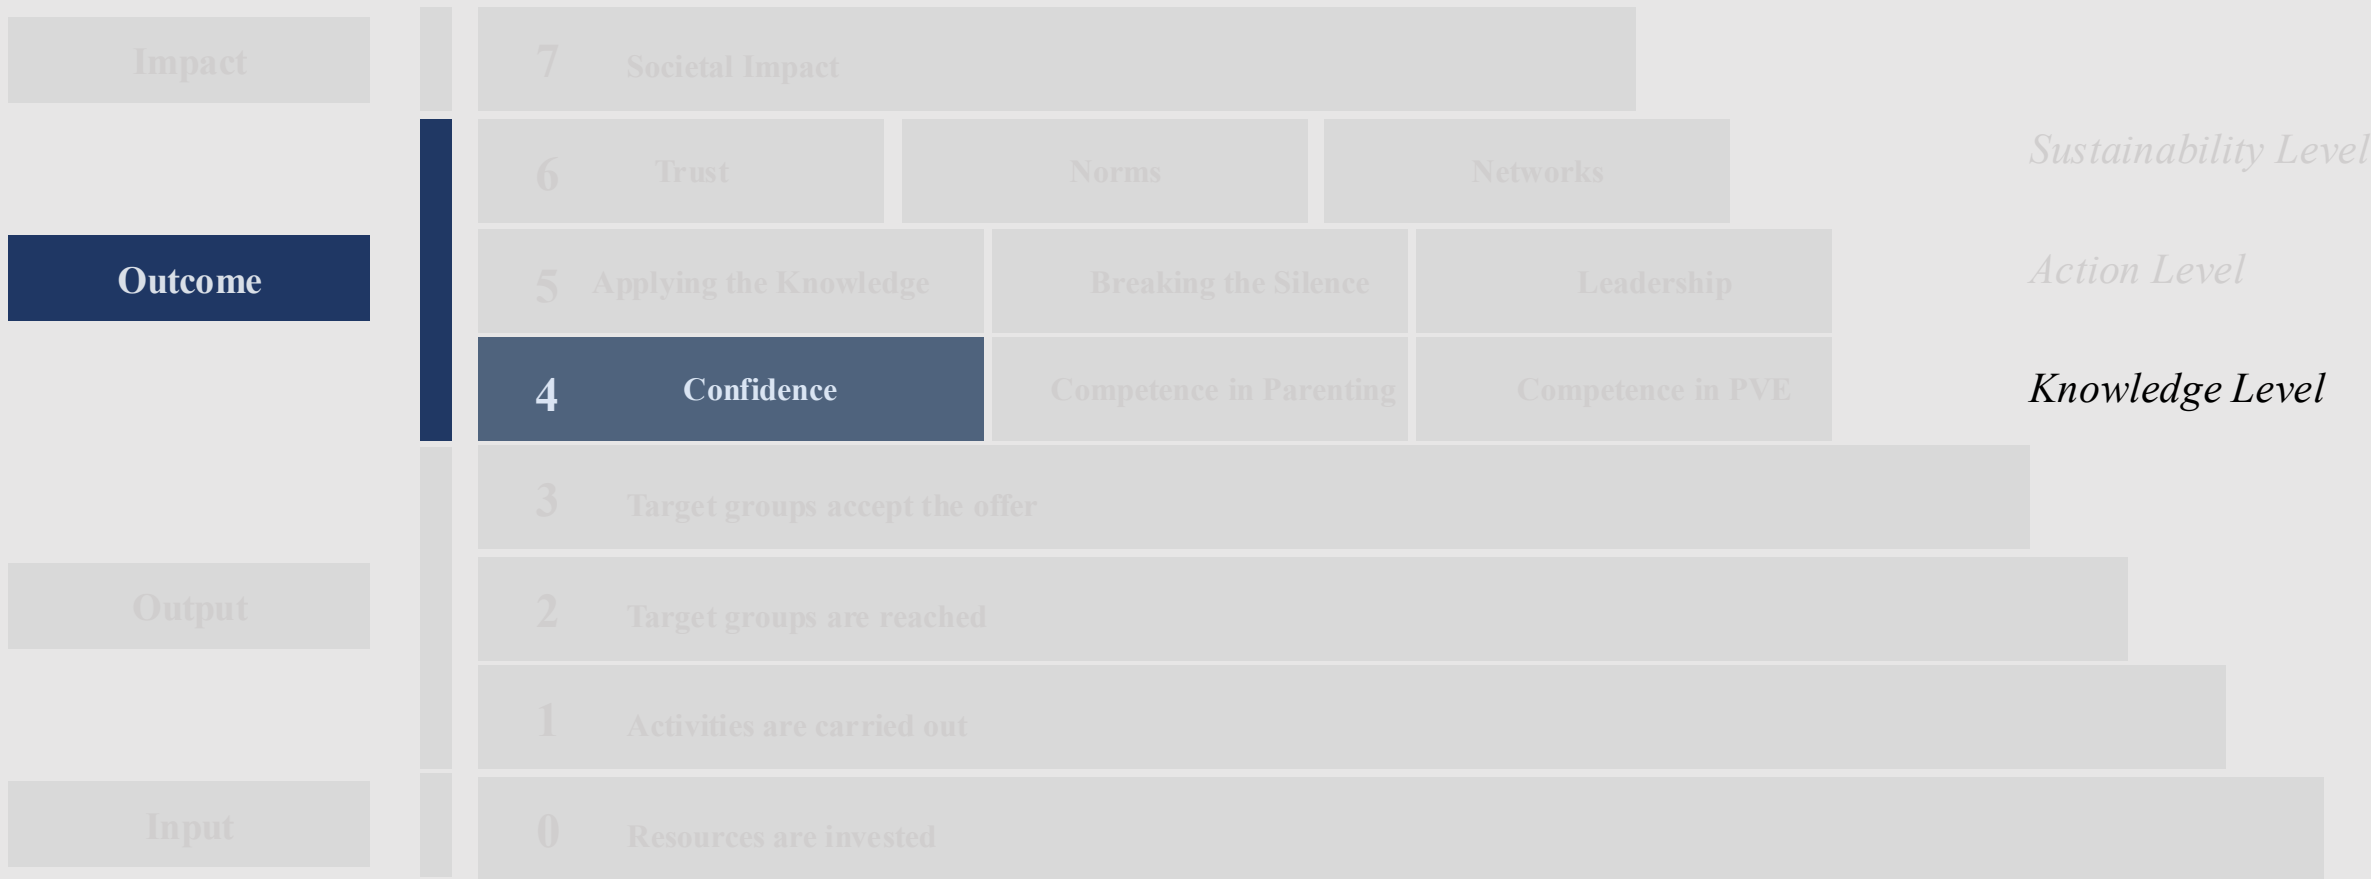 Impact
7 Societal Impact
6 Trust Norms Networks Sustainability Level
Outcome
5 Applying the Knowledge Breaking the Silence Leadership Action Level
4 Confidence Competence in Parenting Competence in PVE Knowledge Level
3 Target groups accept the offer
Output
2 Target groups are reached
1 Activities are carried out
Input
0 Resources are invested